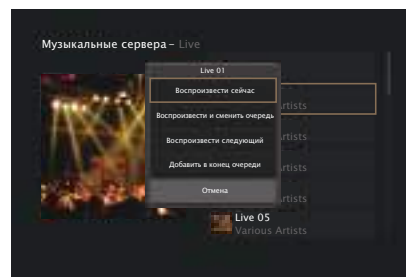 Музыкальные сервера – Live
Live 01
Воспроизвести сейчас
Artists
Воспроизвести и сменить очередь
Artists
Воспроизвести следующий
Artists
Добавить в конец очереди
Artists
Отмена
Live 05
Various Artists